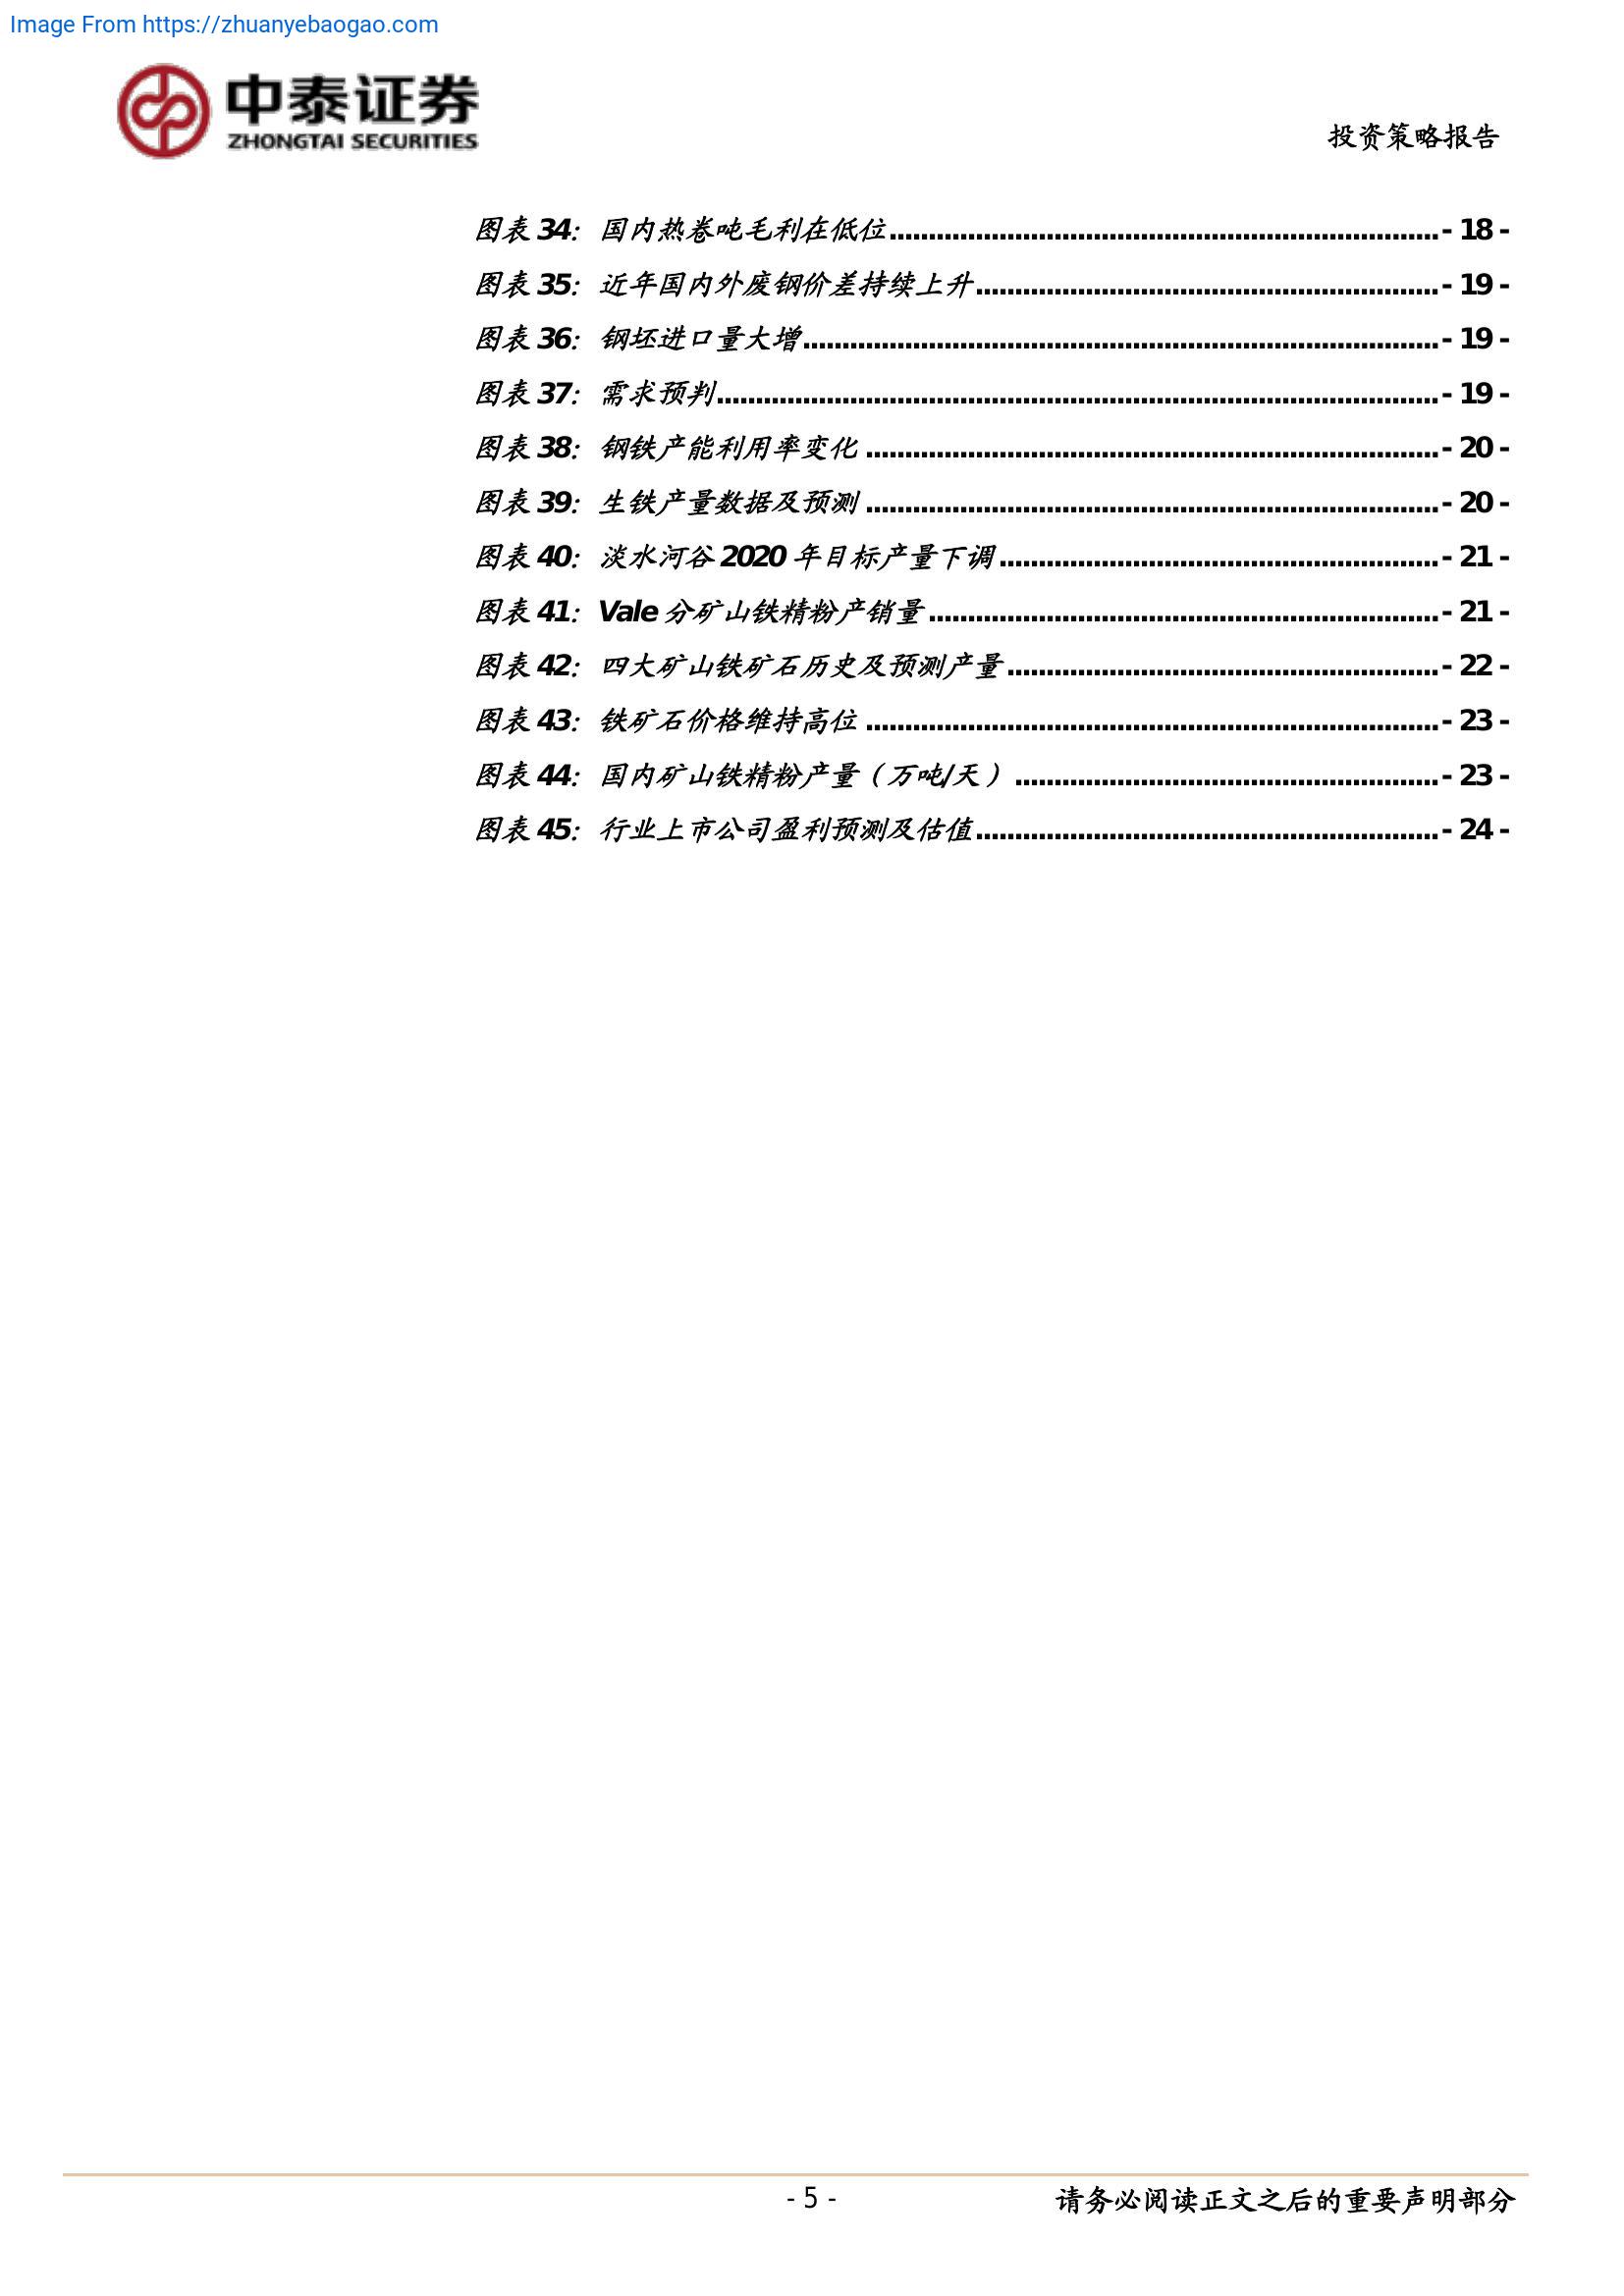 Image From https://zhuanyebaogao.com
中泰证券
ZHONGTAI SECURITIES
投资策略报告
图表 34：国内热卷吨毛利在低位 - 18 -
图表 35：近年国内外废钢价差持续上升 - 19 -
图表 36：钢坯进口量大增 - 19 -
图表 37：需求预判 - 19 -
图表 38：钢铁产能利用率变化 - 20 -
图表 39：生铁产量数据及预测 - 20 -
图表 40：淡水河谷 2020 年目标产量下调 - 21 -
图表 41：Vale 分矿山铁精粉产销量 - 21 -
图表 42：四大矿山铁矿石历史及预测产量 - 22 -
图表 43：铁矿石价格维持高位 - 23 -
图表 44：国内矿山铁精粉产量（万吨/天） - 23 -
图表 45：行业上市公司盈利预测及估值 - 24 -
- 5 -
请务必阅读正文之后的重要声明部分